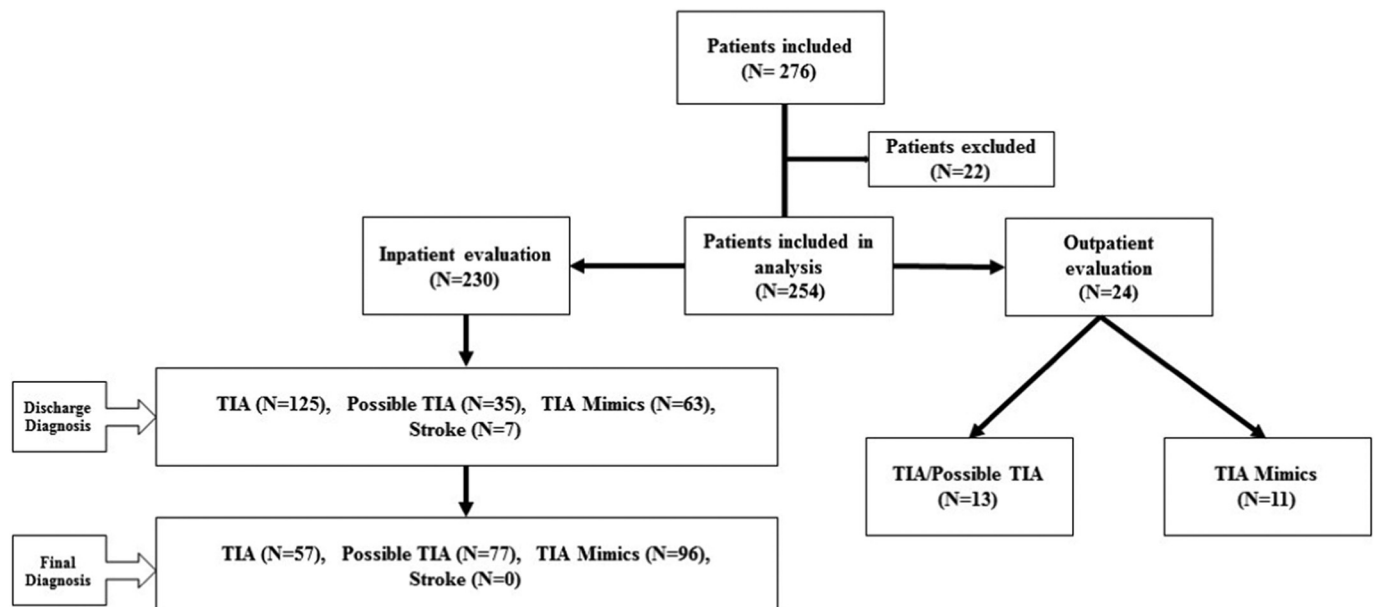 Patients included
(N= 276)
Patients excluded
(N=22)
Inpatient evaluation
(N=230)
Patients included in
analysis
(N=254)
Outpatient
evaluation
(N=24)
Discharge
Diagnosis
TIA (N=125), Possible TIA (N=35), TIA Mimics (N=63),
Stroke (N=7)
TIA/Possible TIA
(N=13)
TIA Mimics
(N=11)
Final
Diagnosis
TIA (N=57), Possible TIA (N=77), TIA Mimics (N=96),
Stroke (N=0)